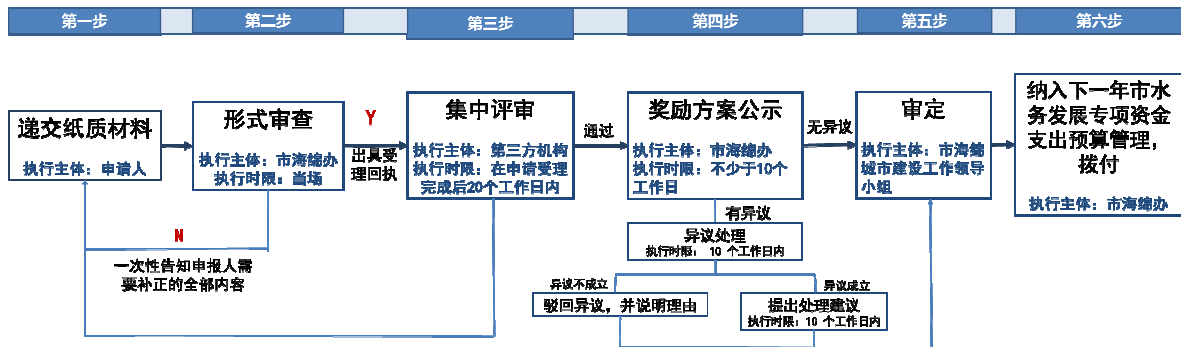 第一步
第二步
第三步
第四步
第五步
第六步
递交纸质材料
执行主体：申请人
形式审查
执行主体：市海绵办
执行时限：当场
Y
出具受
理回执
N
一次性告知申报人需
要补正的全部内容
集中评审
执行主体：第三方机构
执行时限：在申请受理
完成后20个工作日内
通过
奖励方案公示
执行主体：市海绵办
执行时限：不少于10个
工作日
有异议
异议处理
执行时限： 10 个工作日内
异议不成立
驳回异议，并说明理由
异议成立
提出处理建议
执行时限：10 个工作日内
无异议
审定
执行主体：市海绵
城市建设工作领导
小组
纳入下一年市水
务发展专项资金
支出预算管理，
拨付
执行主体：市海绵办